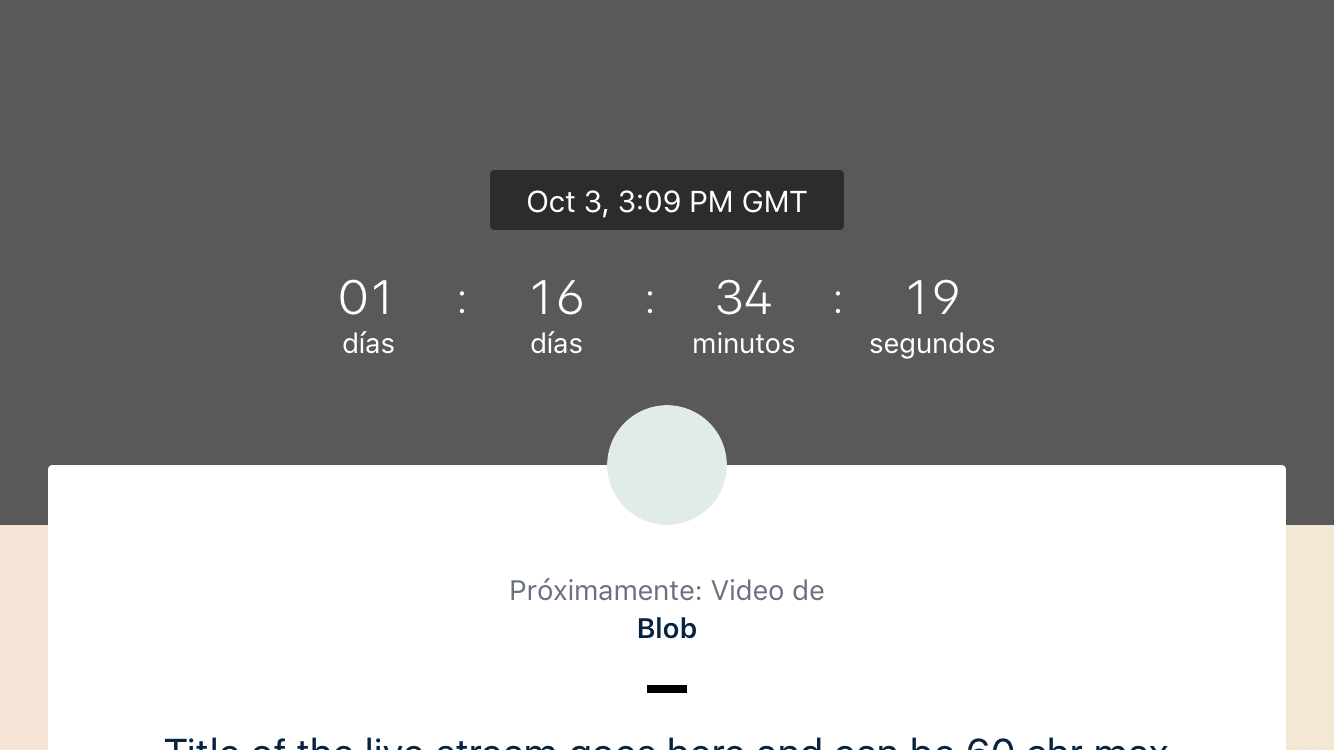 Oct 3, 3:09 PM GMT
01 : 16 : 34 : 19
días días minutos segundos
Próximamente: Video de
Blob
Title of the live stream goes here and can be 60 chr max